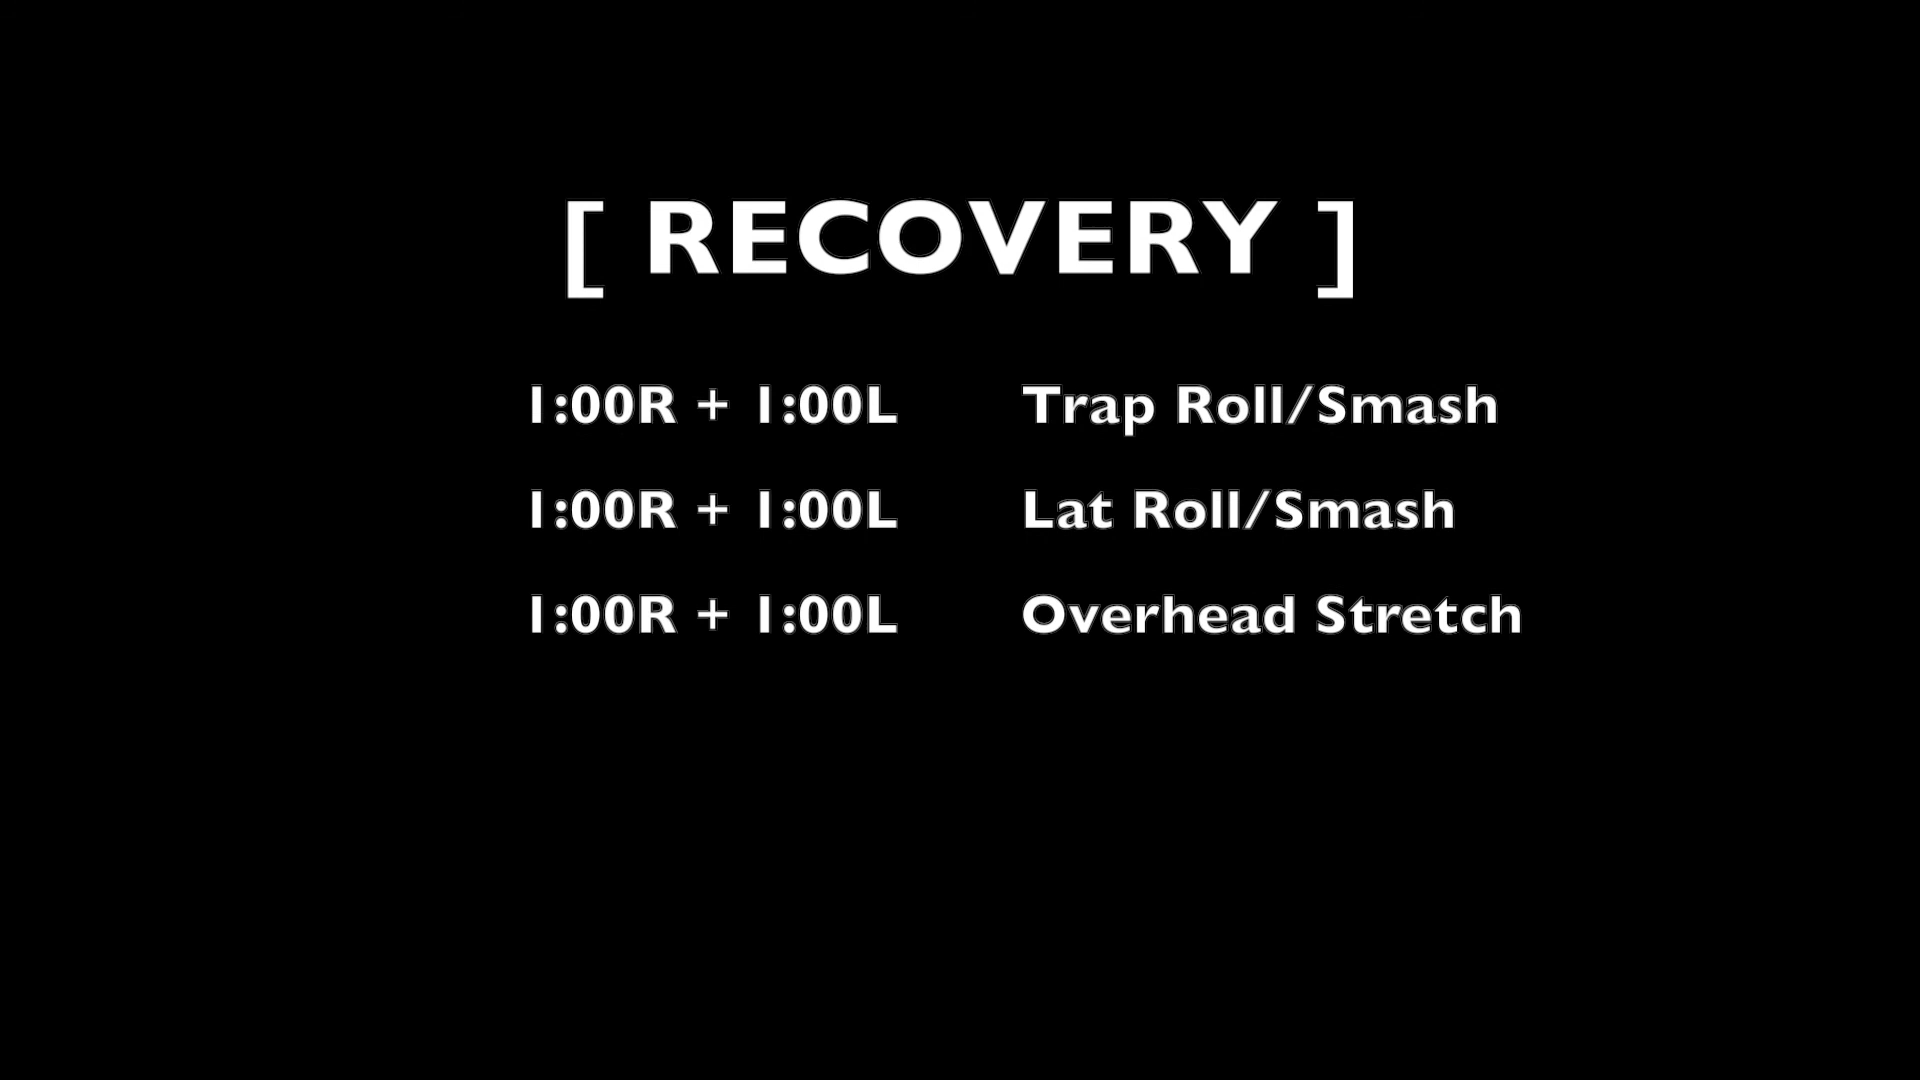 [ RECOVERY ]
1:00R + 1:00L Trap Roll/Smash
1:00R + 1:00L Lat Roll/Smash
1:00R + 1:00L Overhead Stretch